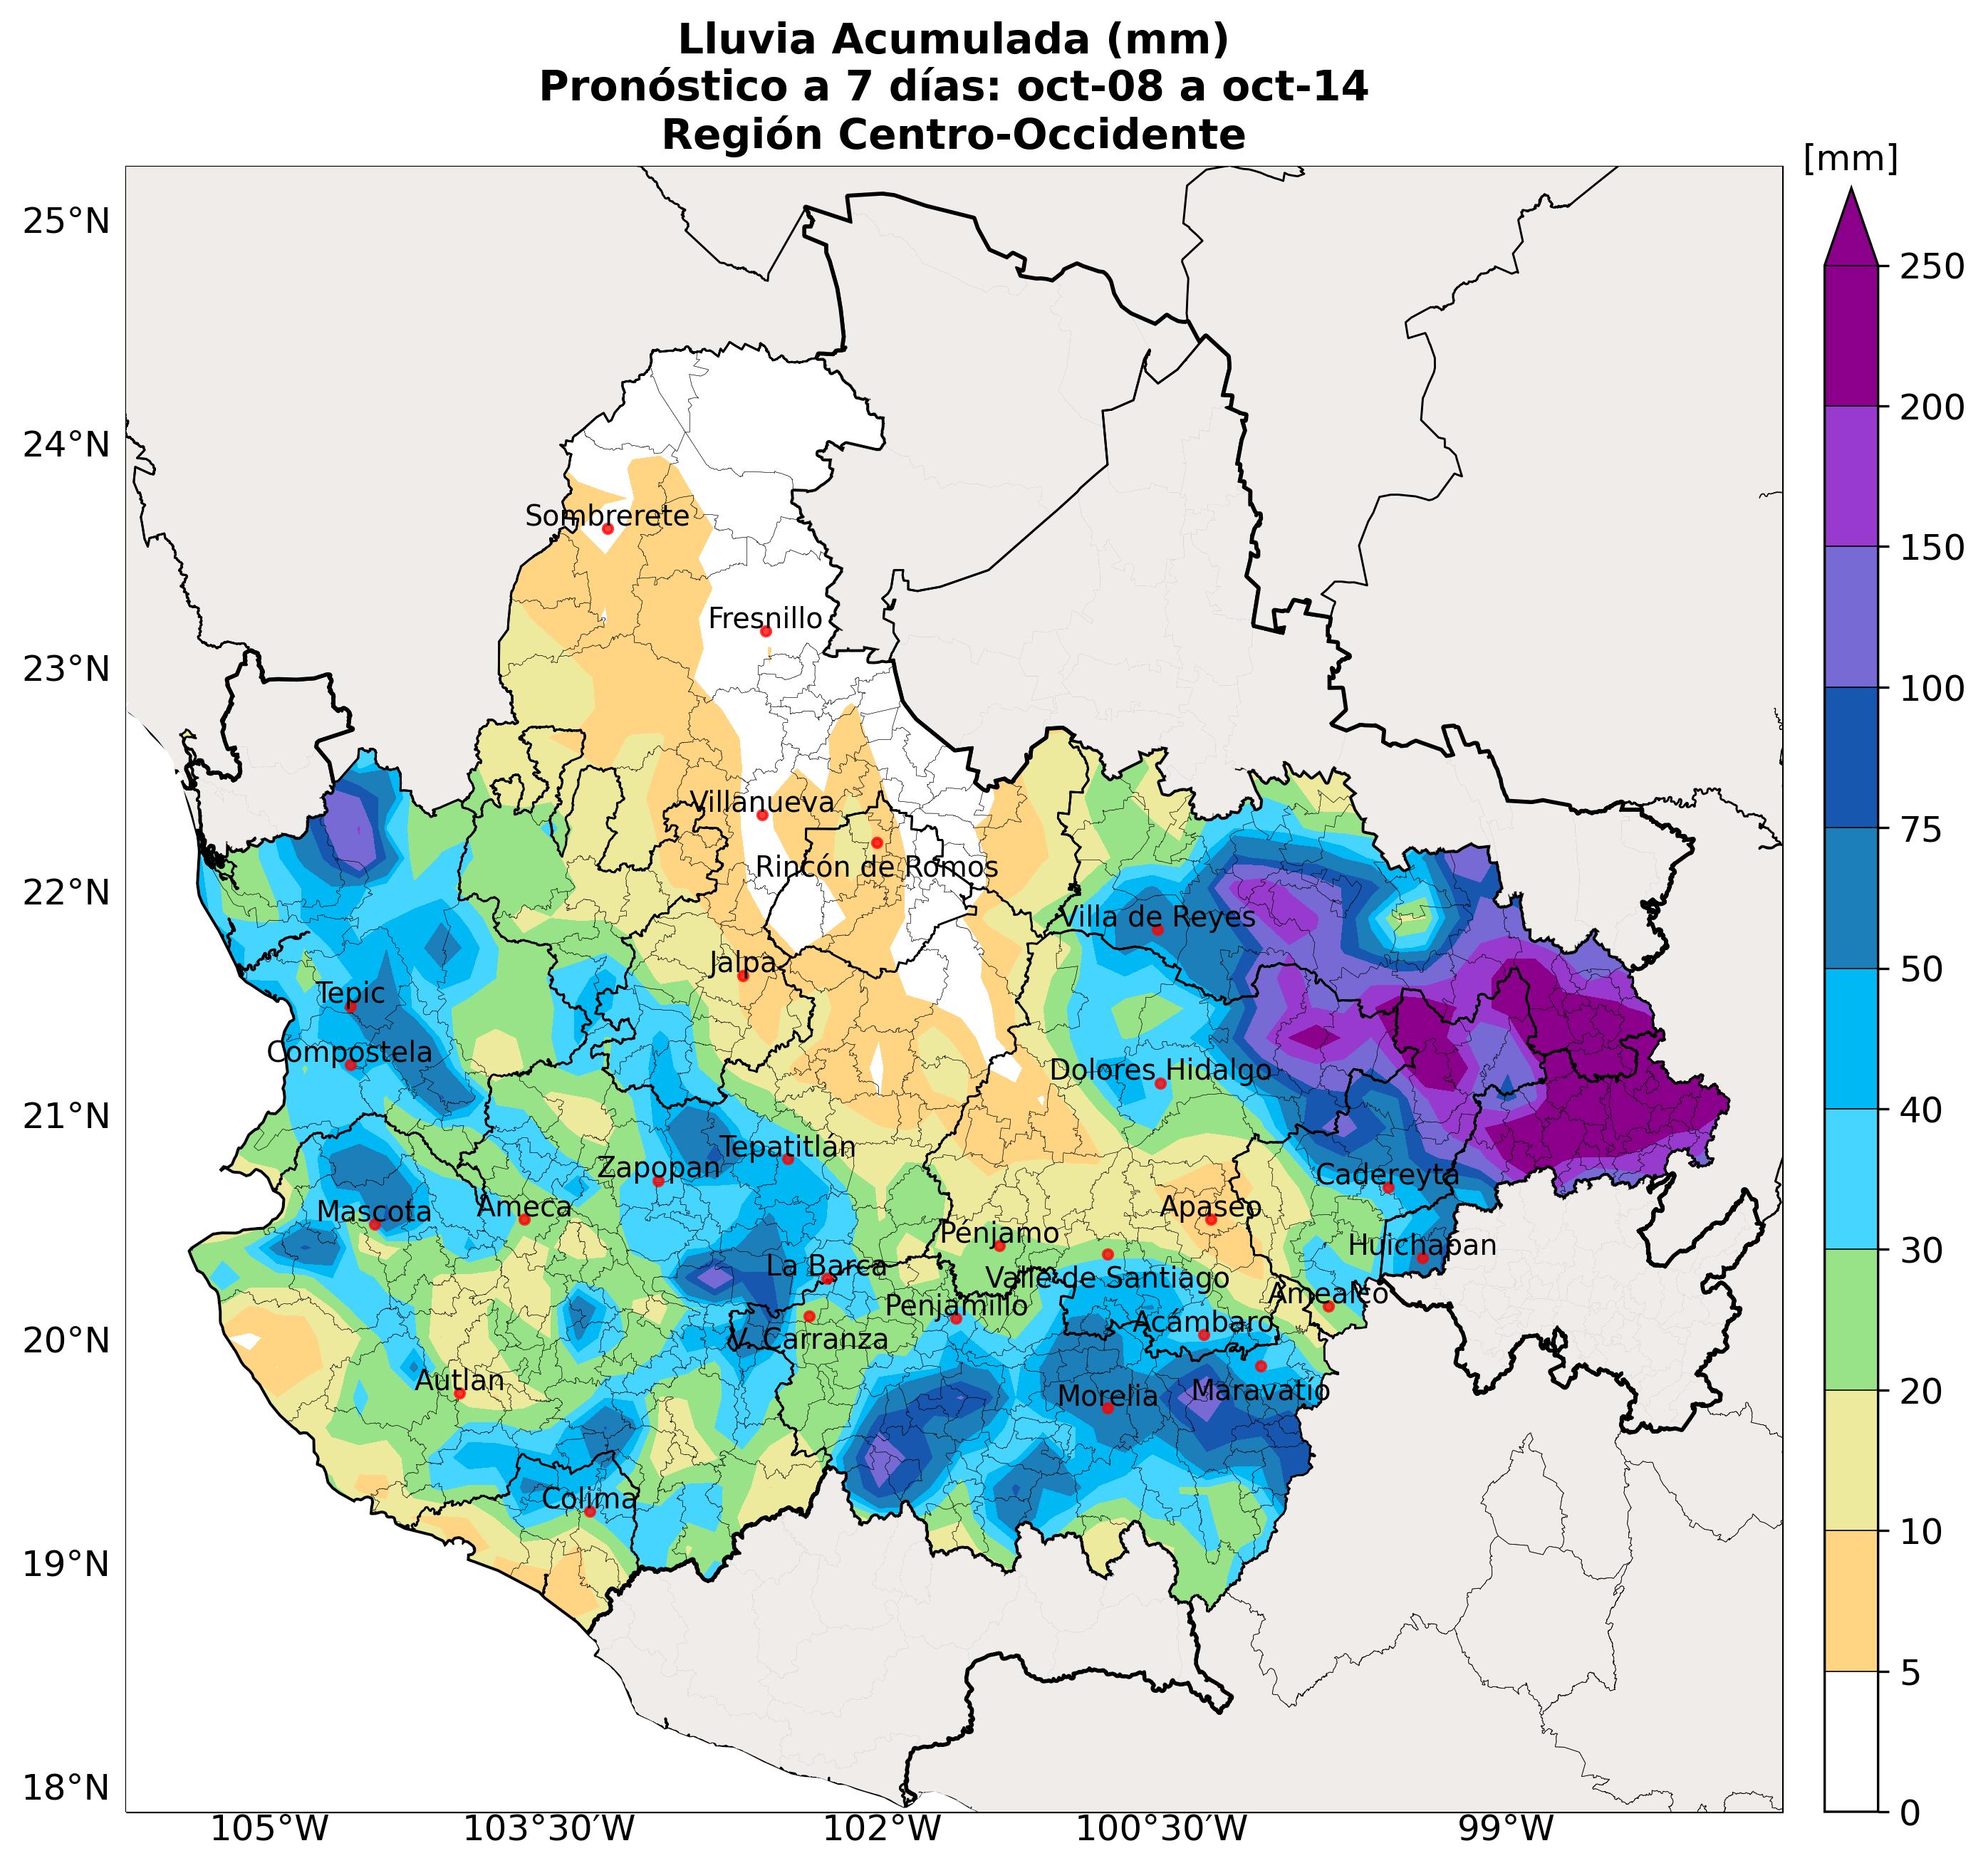 Lluvia Acumulada (mm)
Pronóstico a 7 días: oct-08 a oct-14
Región Centro-Occidente
[mm]
25°N
24°N
23°N
22°N
21°N
20°N
19°N
18°N
Sombrerete
Fresnillo
Villanueva
Rincón de Romos
Villa de Reyes
Jalpa
Tepic
Compostela
Dolores Hidalgo
Tepatitlán
Zapopan
Cadereyta
Mascota
Ameca
Apaseo
Pénjamo
Huichapan
La Barca
Valle de Santiago
Amealco
Penjamillo
Acámbaro
V. Carranza
Autlan
Morelia
Maravatío
Colima
105°W
103°30'W
102°W
100°30'W
99°W
250
200
150
100
75
50
40
30
20
10
5
0